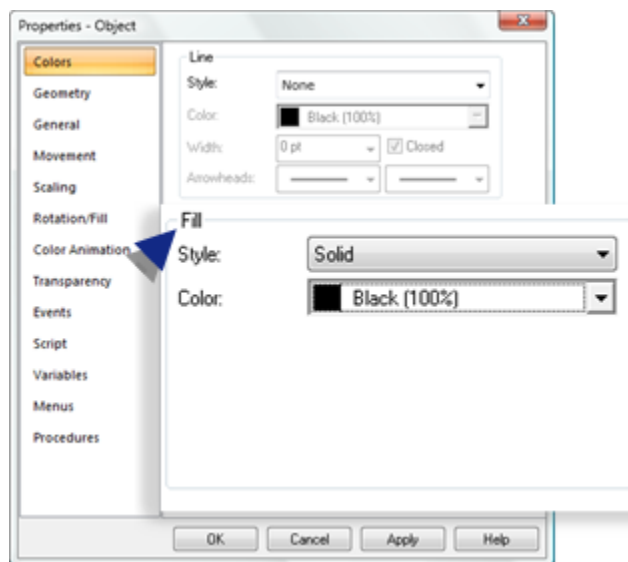 Properties - Object
Colors
Geometry
General
Movement
Scaling
Rotation/Fill
Color Animation
Transparency
Events
Script
Variables
Menus
Procedures
Line
Style: None
Color: Black (100%)
Width: 0 pt Closed
Arrowheads:
Fill
Style: Solid
Color: Black (100%)
OK Cancel Apply Help